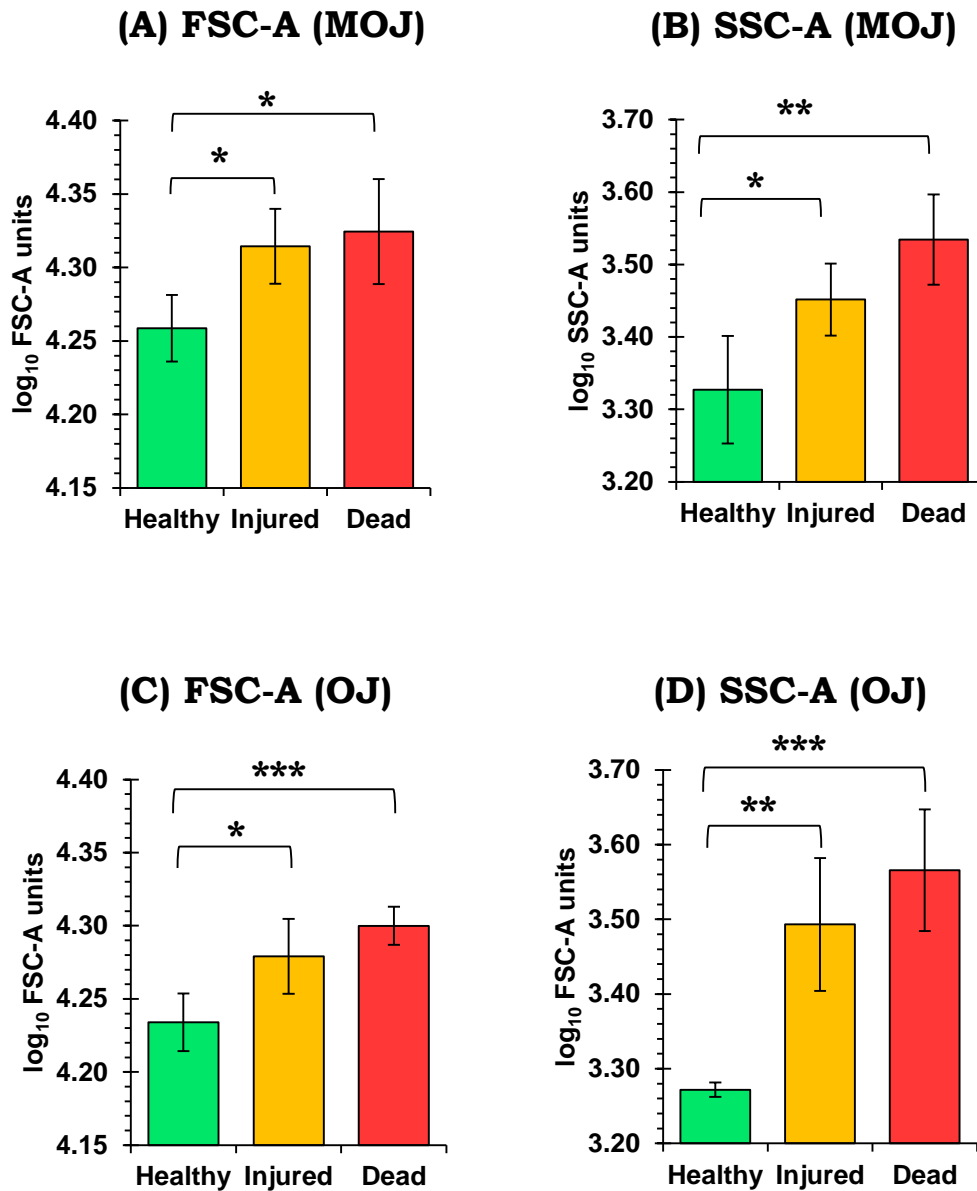 (A) FSC-A (MOJ)
*
*
log₁₀ FSC-A units
4.40
4.35
4.30
4.25
4.20
4.15
Healthy Injured Dead
(B) SSC-A (MOJ)
**
*
log₁₀ SSC-A units
3.70
3.60
3.50
3.40
3.30
3.20
Healthy Injured Dead
(C) FSC-A (OJ)
***
*
log₁₀ FSC-A units
4.40
4.35
4.30
4.25
4.20
4.15
Healthy Injured Dead
(D) SSC-A (OJ)
***
**
log₁₀ FSC-A units
3.70
3.60
3.50
3.40
3.30
3.20
Healthy Injured Dead